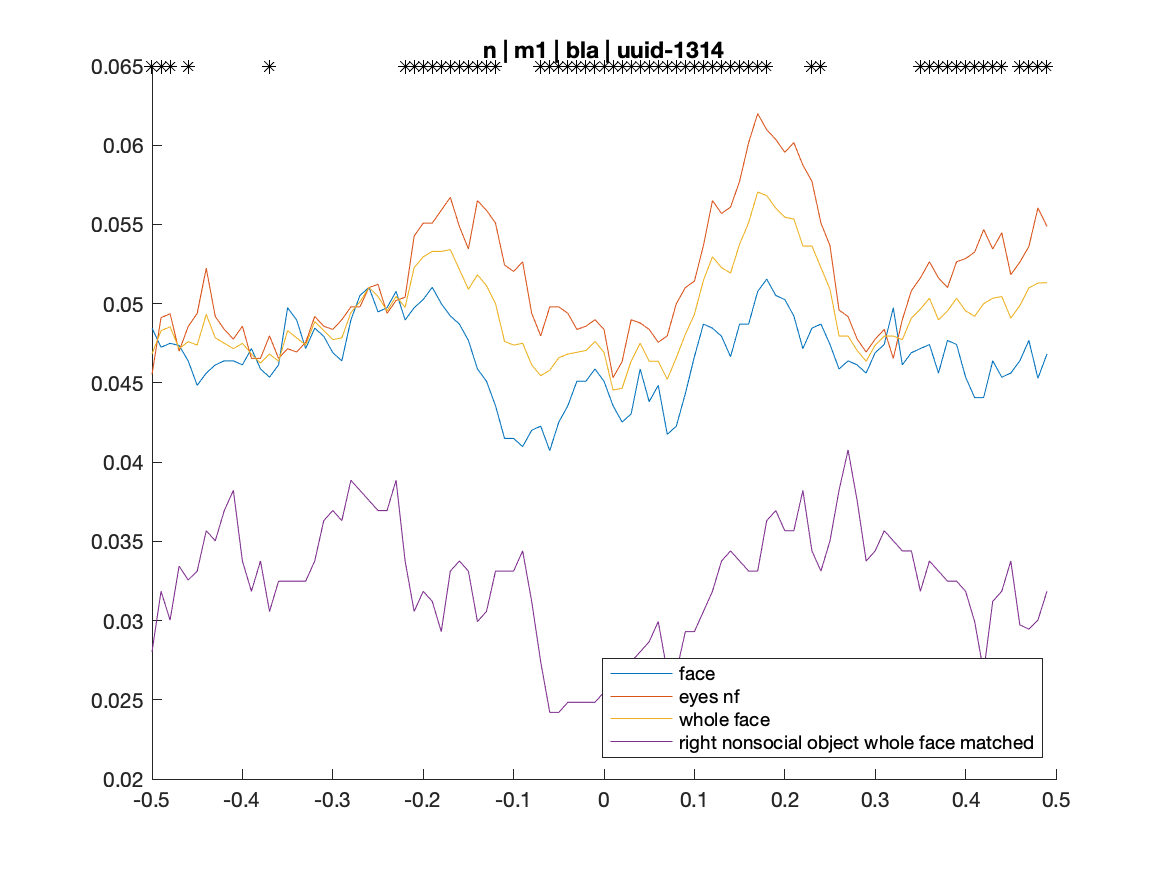 n | m1 | bla | uuid-1314
0.065
0.06
0.055
0.05
0.045
0.04
0.035
0.03
0.025
0.02
face
eyes nf
whole face
right nonsocial object whole face matched
-0.5 -0.4 -0.3 -0.2 -0.1 0 0.1 0.2 0.3 0.4 0.5